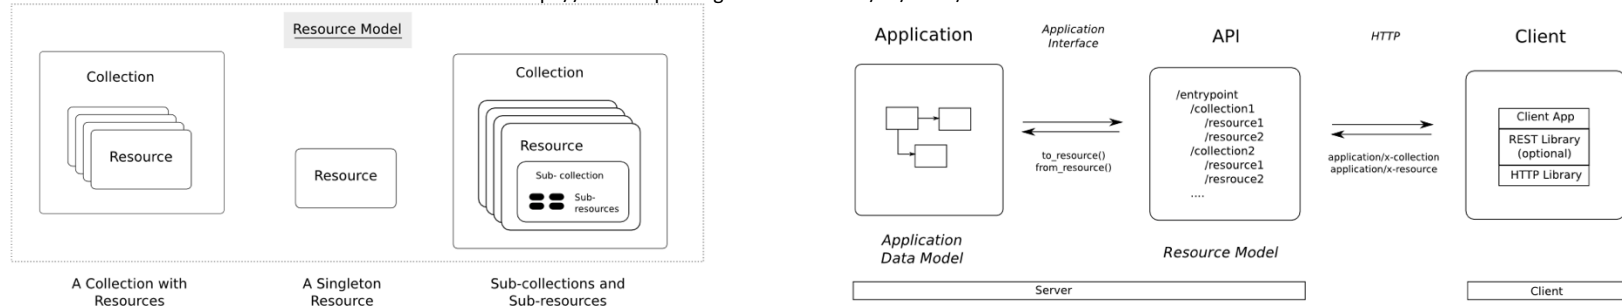 Resource Model
Collection
Resource
Resource
Collection
Resource
Sub- collection
Sub-
resources
A Collection with
Resources
A Singleton
Resource
Sub-collections and
Sub-resources
Application
Application
Interface
API
HTTP
Client
/entrypoint
/collection1
/resource1
/resource2
/collection2
/resource1
/resrouce2
....
to_resource()
from_resource()
application/x-collection
application/x-resource
Client App
REST Library
(optional)
HTTP Library
Application
Data Model
Resource Model
Server
Client